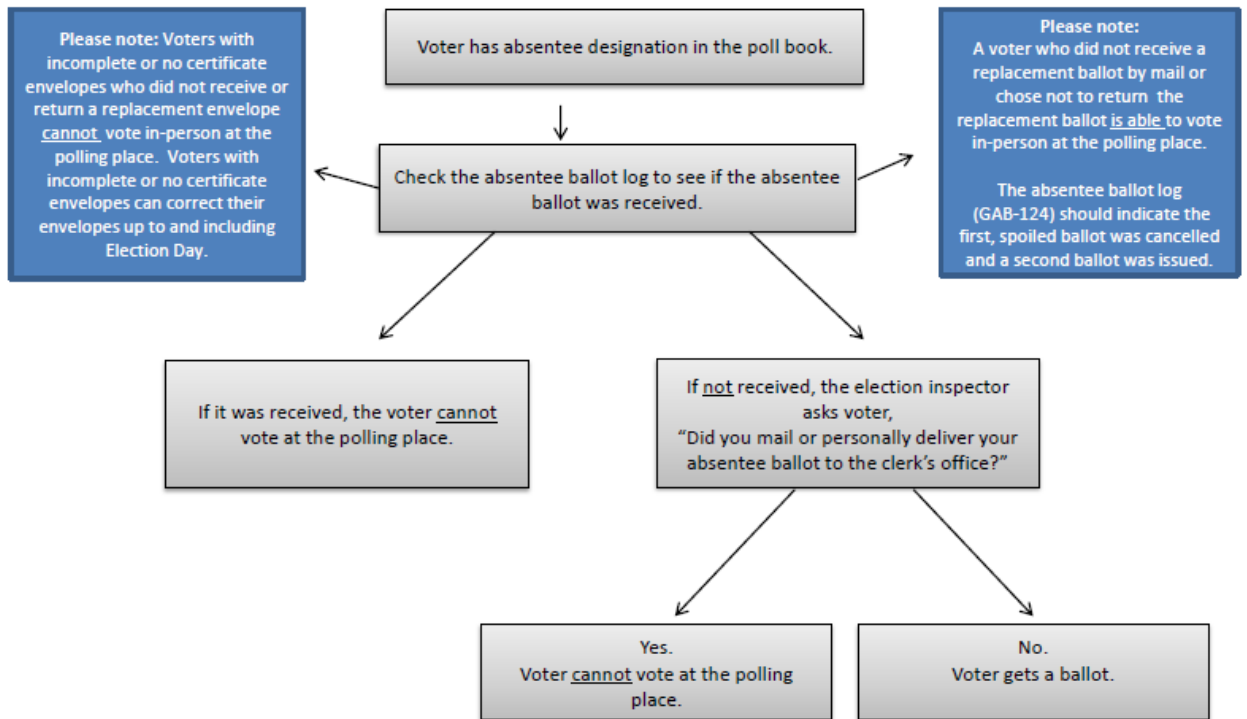 Please note: Voters with
incomplete or no certificate
envelopes who did not receive or
return a replacement envelope
cannot vote in-person at the
polling place. Voters with
incomplete or no certificate
envelopes can correct their
envelopes up to and including
Election Day.
Voter has absentee designation in the poll book.
Please note:
A voter who did not receive a
replacement ballot by mail or
chose not to return the
replacement ballot is able to vote
in-person at the polling place.
The absentee ballot log
(GAB-124) should indicate the
first, spoiled ballot was cancelled
and a second ballot was issued.
Check the absentee ballot log to see if the absentee
ballot was received.
If it was received, the voter cannot
vote at the polling place.
If not received, the election inspector
asks voter,
“Did you mail or personally deliver your
absentee ballot to the clerk’s office?”
Yes.
Voter cannot vote at the polling
place.
No.
Voter gets a ballot.